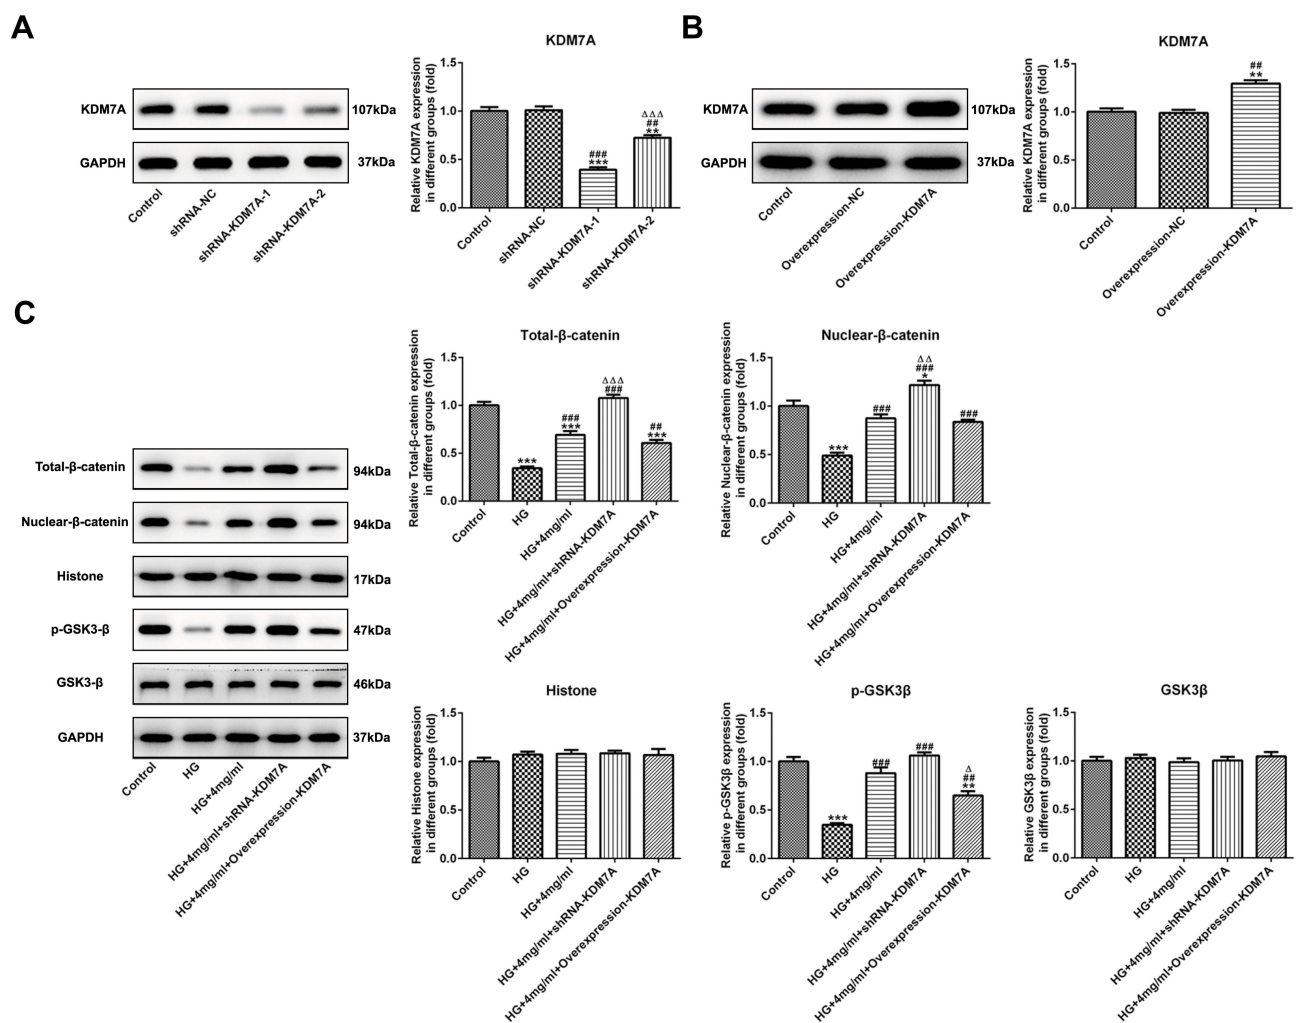 A
KDM7A
107kDa
GAPDH
37kDa
Control
shRNA-NC
shRNA-KDM7A-1
shRNA-KDM7A-2
KDM7A
Relative KDM7A expression
in different groups (fold)
1.5
1.0
0.5
0.0
###
***
ΔΔΔ
##
**
Control
shRNA-NC
shRNA-KDM7A-1
shRNA-KDM7A-2
B
KDM7A
107kDa
GAPDH
37kDa
Control
Overexpression-NC
Overexpression-KDM7A
KDM7A
Relative KDM7A expression
in different groups (fold)
1.5
1.0
0.5
0.0
##
**
Control
Overexpression-NC
Overexpression-KDM7A
C
Total-β-catenin
94kDa
Nuclear-β-catenin
94kDa
Histone
17kDa
p-GSK3-β
47kDa
GSK3-β
46kDa
GAPDH
37kDa
Control
HG
HG+4mg/ml
HG+4mg/ml+shRNA-KDM7A
HG+4mg/ml+Overexpression-KDM7A
Total-β-catenin
Relative Total-β-catenin expression
in different groups (fold)
1.5
1.0
0.5
0.0
***
###
***
ΔΔΔ
###
##
***
Control
HG
HG+4mg/ml
HG+4mg/ml+shRNA-KDM7A
HG+4mg/ml+Overexpression-KDM7A
Nuclear-β-catenin
Relative Nuclear-β-catenin expression
in different groups (fold)
1.5
1.0
0.5
0.0
***
###
ΔΔ
###
*
###
Control
HG
HG+4mg/ml
HG+4mg/ml+shRNA-KDM7A
HG+4mg/ml+Overexpression-KDM7A
Histone
Relative Histone expression
in different groups (fold)
1.5
1.0
0.5
0.0
Control
HG
HG+4mg/ml
HG+4mg/ml+shRNA-KDM7A
HG+4mg/ml+Overexpression-KDM7A
p-GSK3β
Relative p-GSK3β expression
in different groups (fold)
1.5
1.0
0.5
0.0
***
###
###
Δ
##
**
Control
HG
HG+4mg/ml
HG+4mg/ml+shRNA-KDM7A
HG+4mg/ml+Overexpression-KDM7A
GSK3β
Relative GSK3β expression
in different groups (fold)
1.5
1.0
0.5
0.0
Control
HG
HG+4mg/ml
HG+4mg/ml+shRNA-KDM7A
HG+4mg/ml+Overexpression-KDM7A